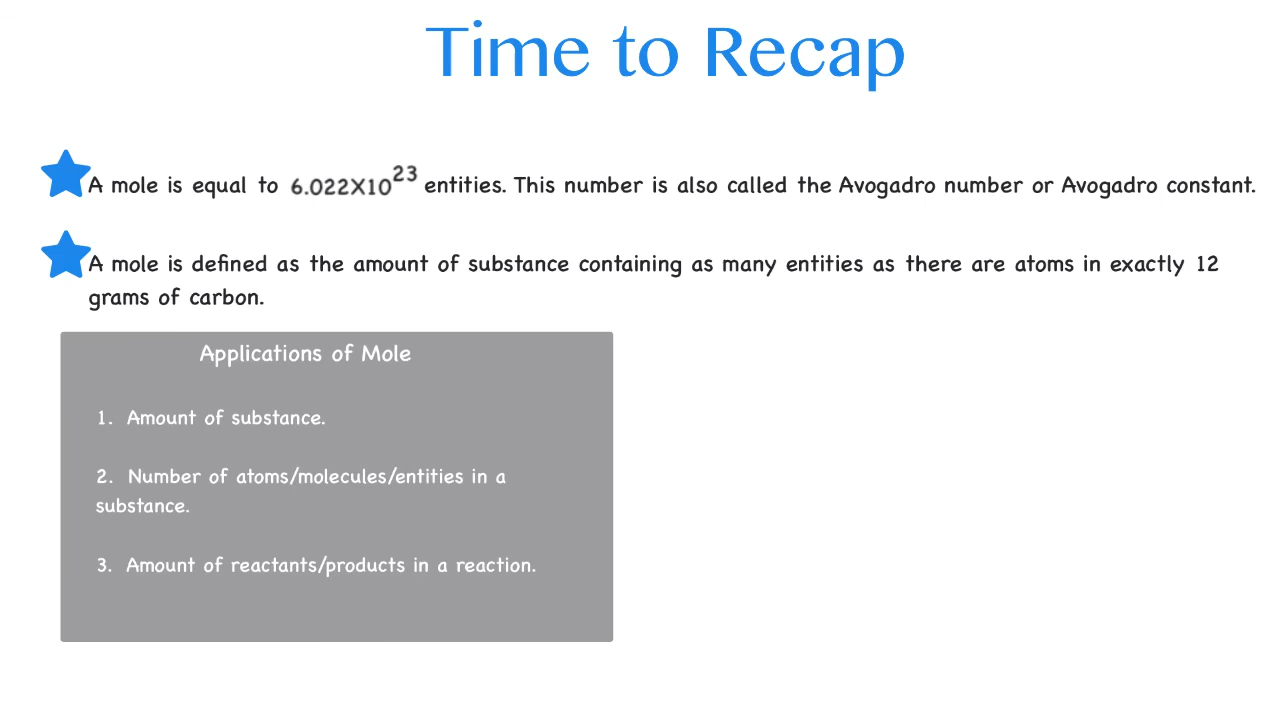 Time to Recap
A mole is equal to 6.022X10²³ entities. This number is also called the Avogadro number or Avogadro constant.
A mole is defined as the amount of substance containing as many entities as there are atoms in exactly 12
grams of carbon.
Applications of Mole
1. Amount of substance.
2. Number of atoms/molecules/entities in a
substance.
3. Amount of reactants/products in a reaction.